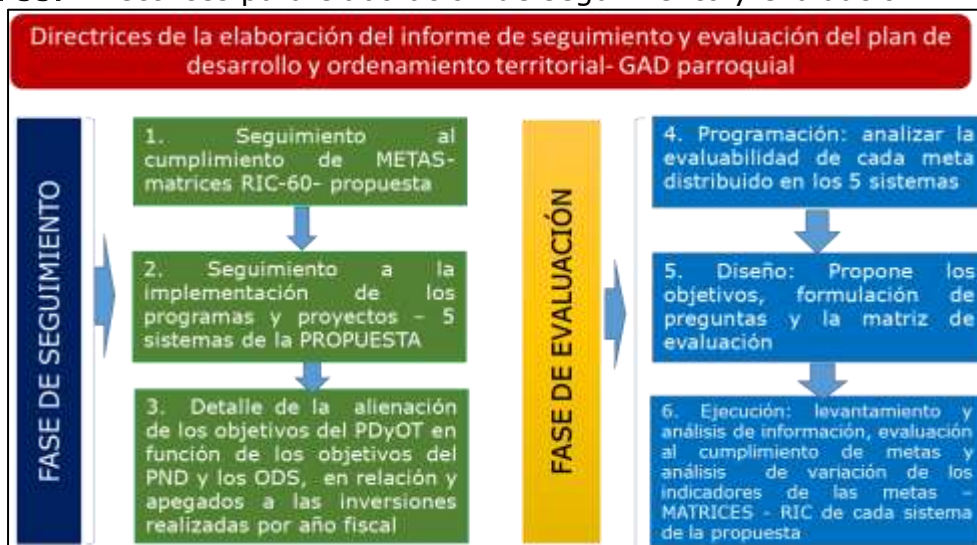 Directrices de la elaboración del informe de seguimiento y evaluación del plan de
desarrollo y ordenamiento territorial- GAD parroquial
FASE DE SEGUIMIENTO
1. Seguimiento al
cumplimiento de METAS-
matrices RIC-60- propuesta
2. Seguimiento a la
implementación de los
programas y proyectos – 5
sistemas de la PROPUESTA
3. Detalle de la alienación
de los objetivos del PDyOT en
función de los objetivos del
PND y los ODS, en relación y
apegados a las inversiones
realizadas por año fiscal
FASE DE EVALUACIÓN
4. Programación: analizar la
evaluabilidad de cada meta
distribuido en los 5 sistemas
5. Diseño: Propone los
objetivos, formulación de
preguntas y la matriz de
evaluación
6. Ejecución: levantamiento y
análisis de información, evaluación
al cumplimiento de metas y
análisis de variación de los
indicadores de las metas –
MATRICES - RIC de cada sistema
de la propuesta